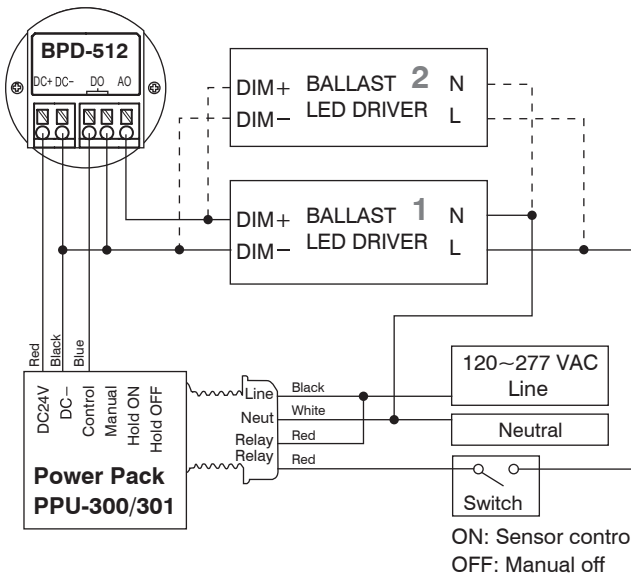 BPD-512
DC+ DC− DO AO
DIM+ BALLAST 2 N
DIM− LED DRIVER L
DIM+ BALLAST 1 N
DIM− LED DRIVER L
Red
Black
Blue
DC24V
DC−
Control
Manual
Hold ON
Hold OFF
Power Pack
PPU-300/301
Line Black
Neut White
Relay Red
Relay Red
120~277 VAC
Line
Neutral
Switch
ON: Sensor contro
OFF: Manual off